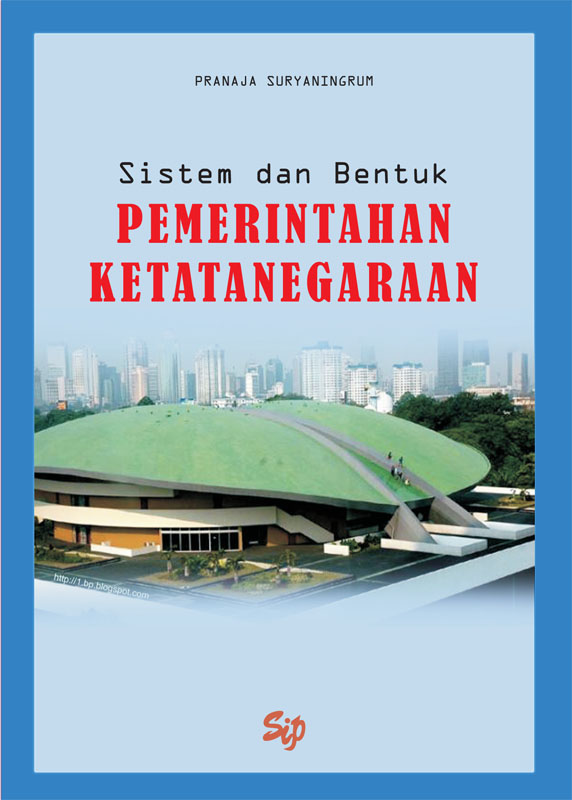 PRANAJA SURYANINGRUM
Sistem dan Bentuk
PEMERINTAHAN
KETATANEGARAAN
http://1.bp.blogspot.com
Sip